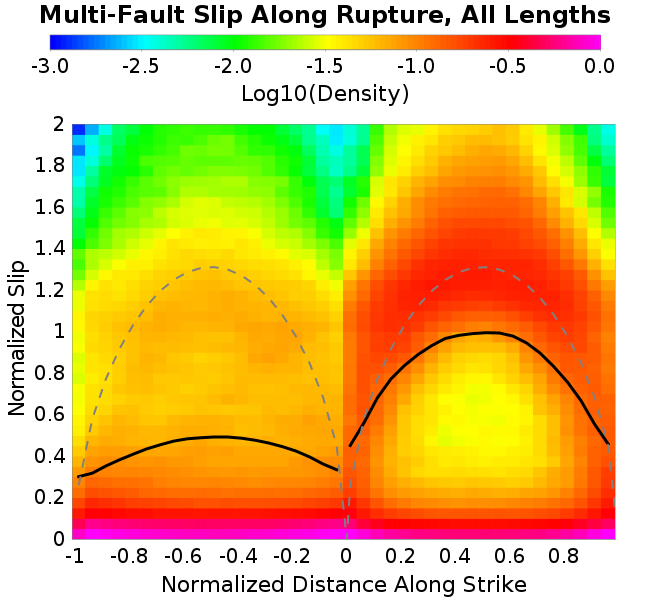 Multi-Fault Slip Along Rupture, All Lengths
-3.0 -2.5 -2.0 -1.5 -1.0 -0.5 0.0
Log10(Density)
Normalized Slip
2
1.8
1.6
1.4
1.2
1
0.8
0.6
0.4
0.2
0
-1 -0.8 -0.6 -0.4 -0.2 0 0.2 0.4 0.6 0.8
Normalized Distance Along Strike